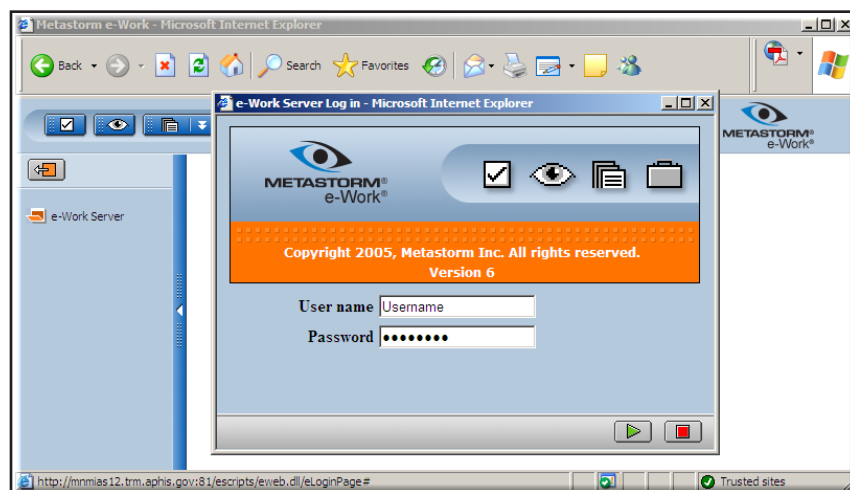 Metastorm e-Work - Microsoft Internet Explorer
Back
Search
Favorites
e-Work Server Log in - Microsoft Internet Explorer
METASTORM®
e-Work®
METASTORM®
e-Work®
e-Work Server
Copyright 2005, Metastorm Inc. All rights reserved.
Version 6
User name Username
Password ••••••••
http://mnmias12.trm.aphis.gov:81/escripts/eweb.dll/eLoginPage#
Trusted sites